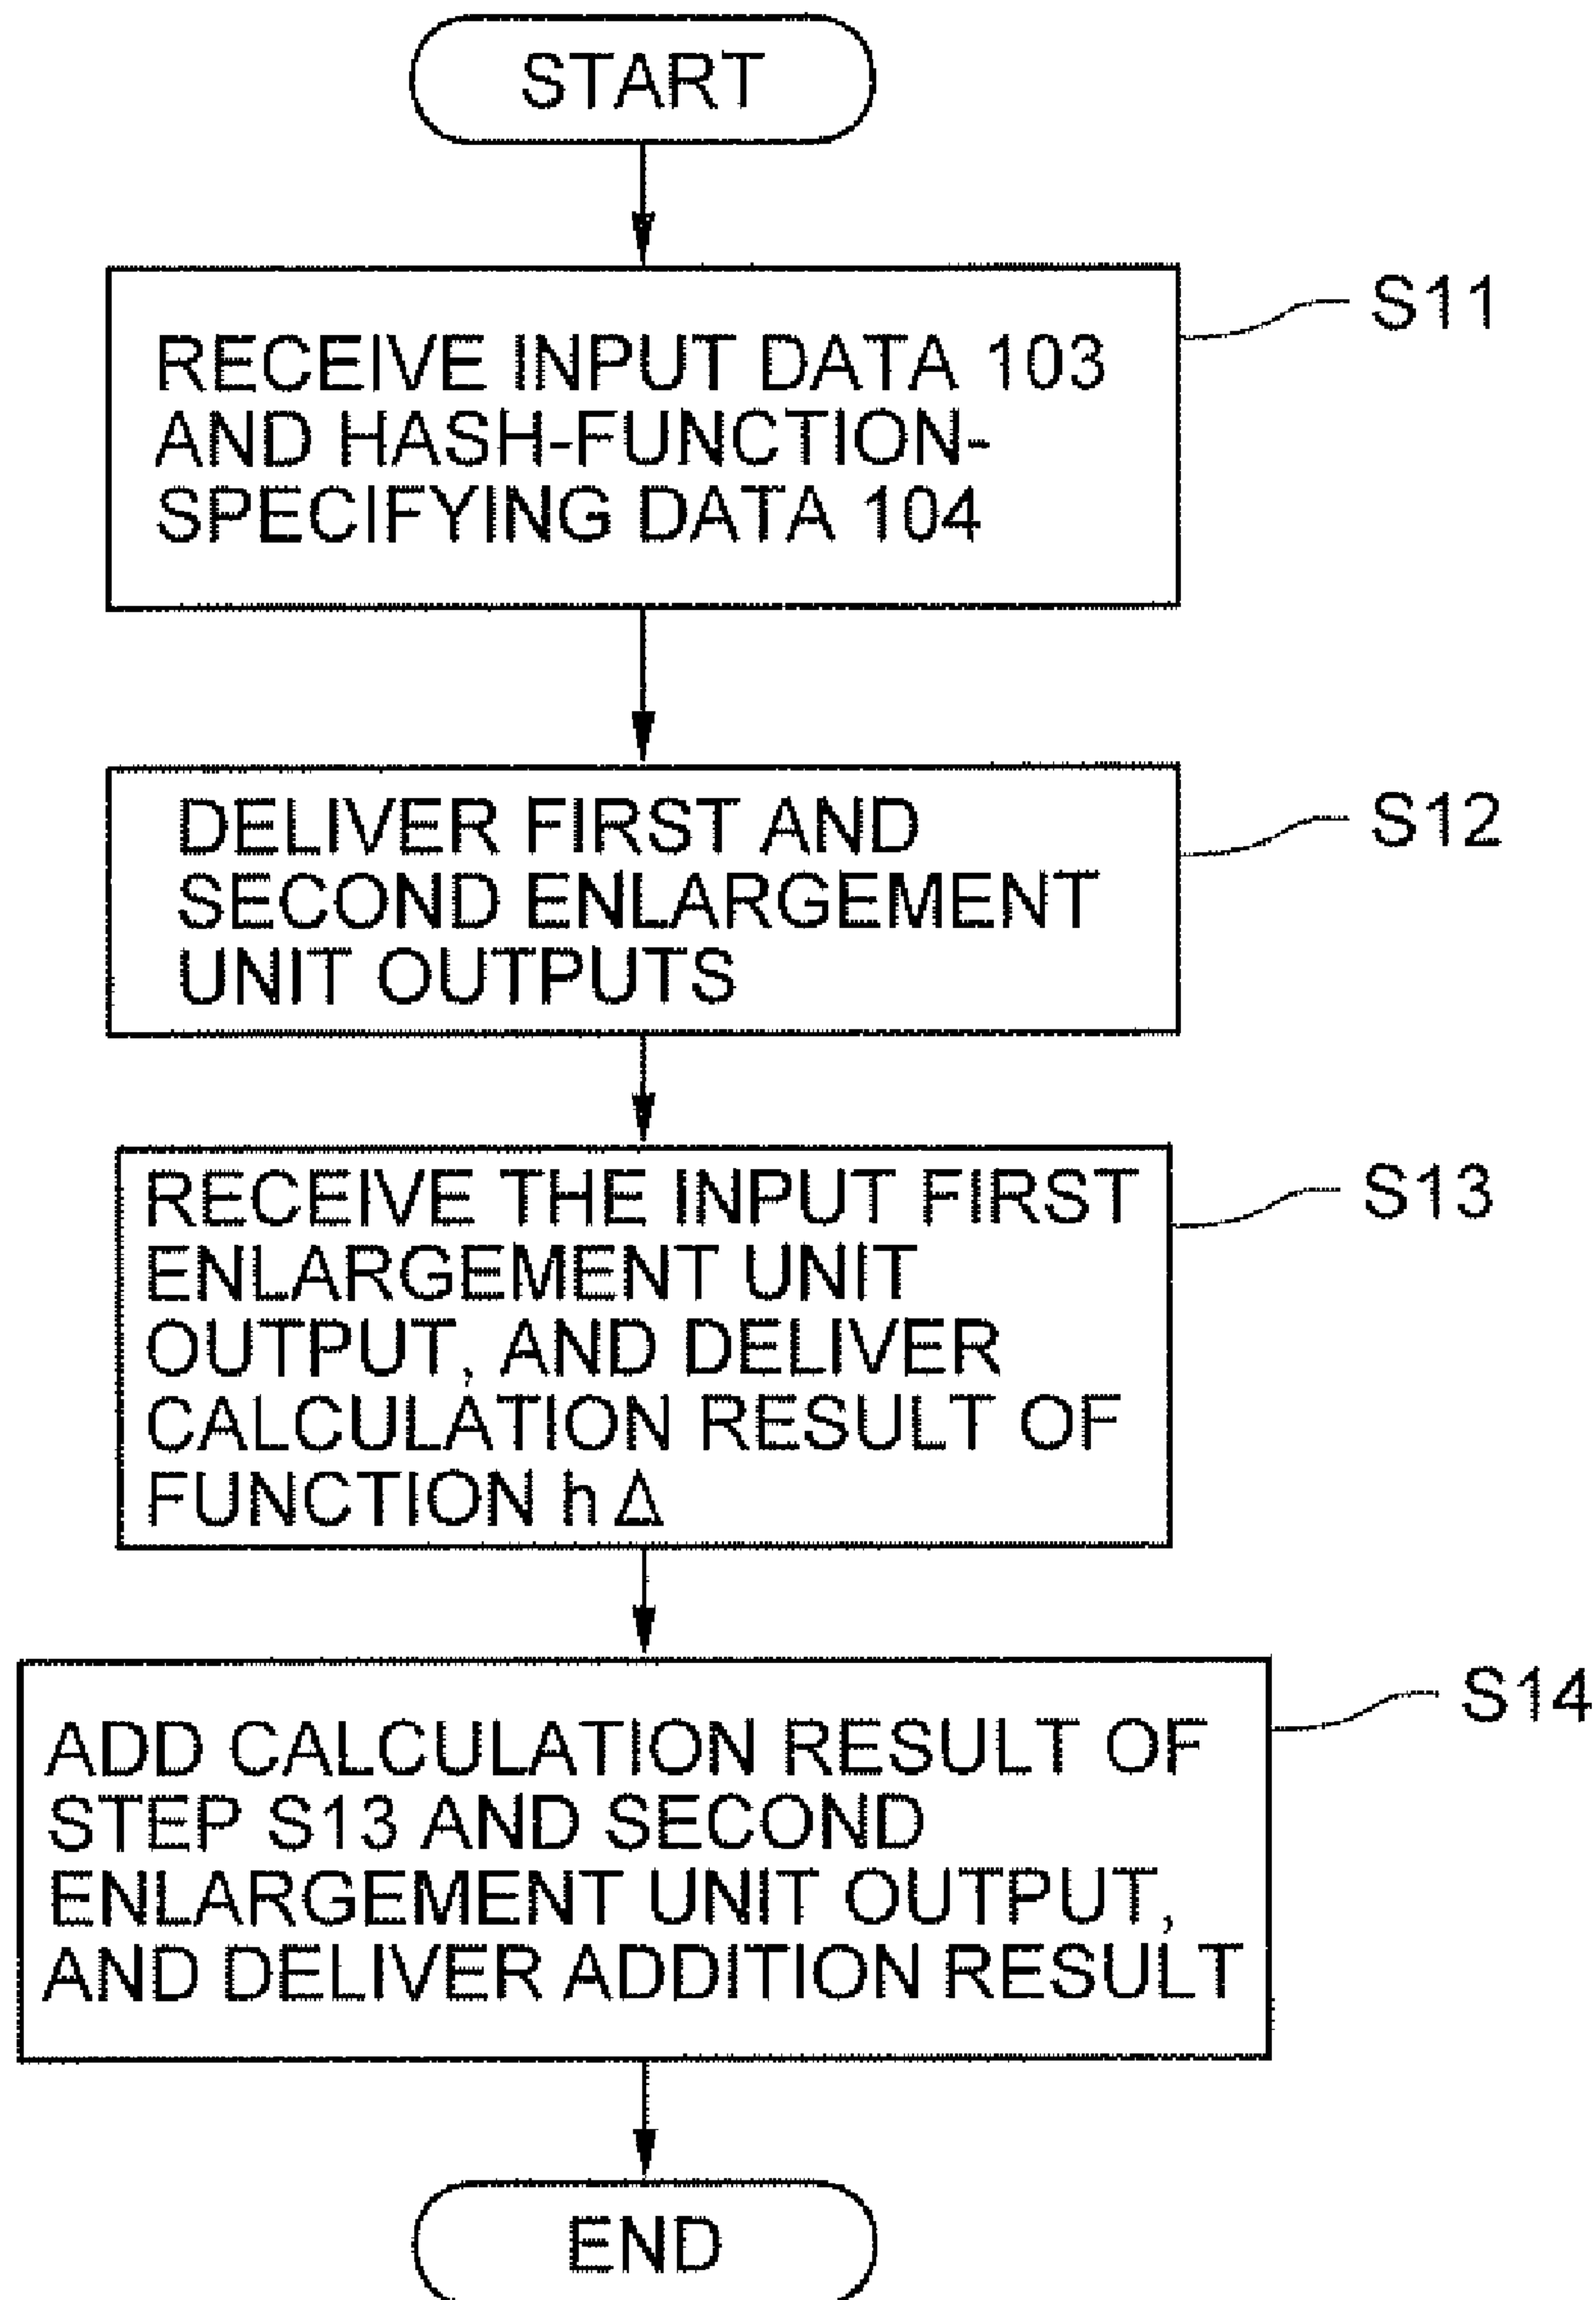 START
S11
RECEIVE INPUT DATA 103
AND HASH-FUNCTION-
SPECIFYING DATA 104
S12
DELIVER FIRST AND
SECOND ENLARGEMENT
UNIT OUTPUTS
S13
RECEIVE THE INPUT FIRST
ENLARGEMENT UNIT
OUTPUT, AND DELIVER
CALCULATION RESULT OF
FUNCTION h Δ
S14
ADD CALCULATION RESULT OF
STEP S13 AND SECOND
ENLARGEMENT UNIT OUTPUT,
AND DELIVER ADDITION RESULT
END